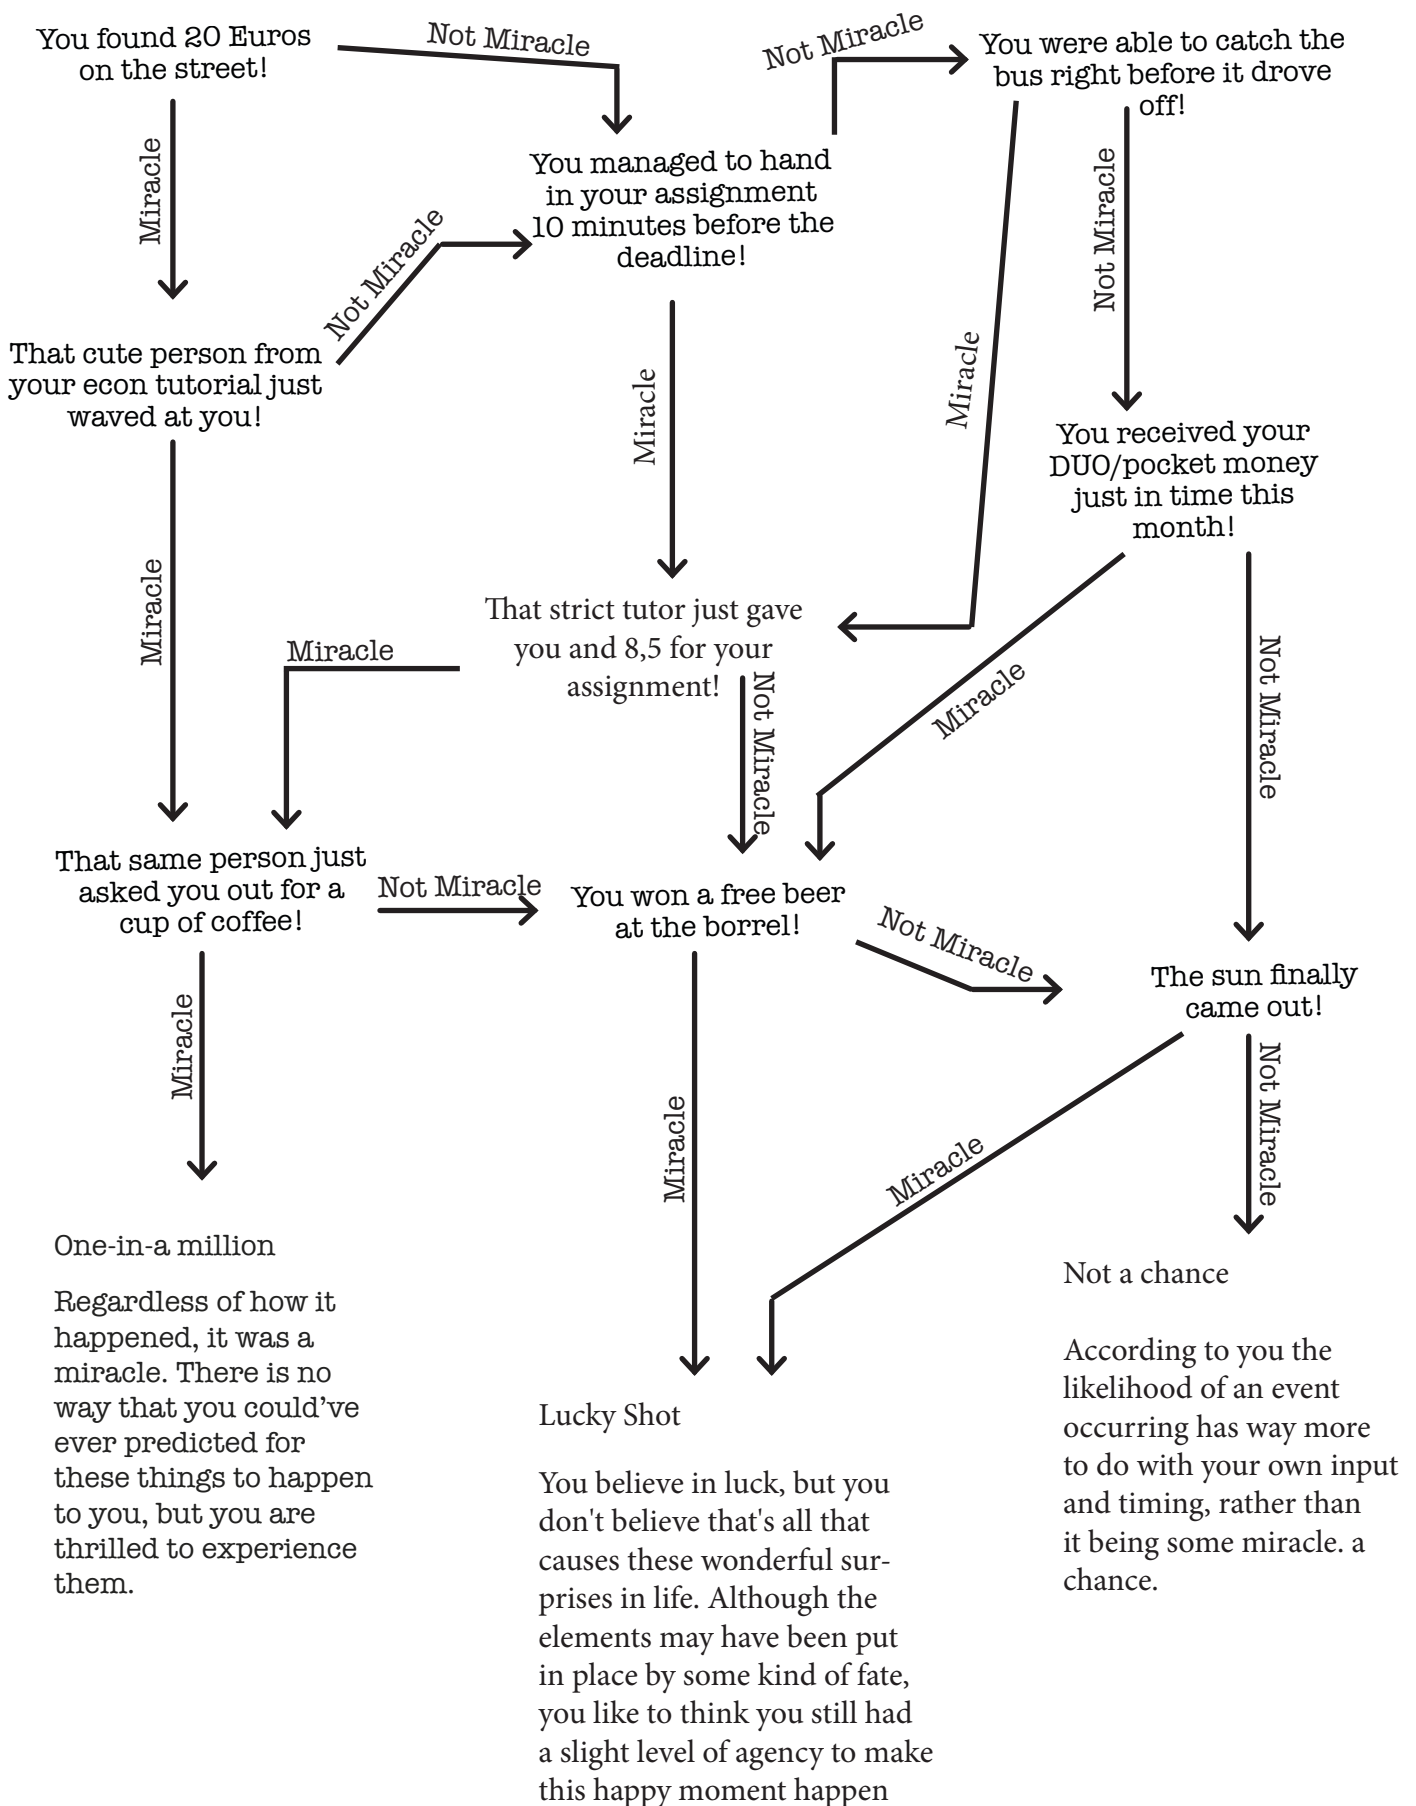 You found 20 Euros
on the street!
Not Miracle
Not Miracle
You were able to catch the
bus right before it drove
off!
Miracle
You managed to hand
in your assignment
10 minutes before the
deadline!
Not Miracle
Not Miracle
That cute person from
your econ tutorial just
waved at you!
Miracle
Miracle
You received your
DUO/pocket money
just in time this
month!
Miracle
That strict tutor just gave
you and 8,5 for your
assignment!
Miracle
Not Miracle
Miracle
Not Miracle
That same person just
asked you out for a
cup of coffee!
Not Miracle
You won a free beer
at the borrel!
Not Miracle
The sun finally
came out!
Miracle
Miracle
Miracle
Not Miracle
One-in-a million
Regardless of how it
happened, it was a
miracle. There is no
way that you could've
ever predicted for
these things to happen
to you, but you are
thrilled to experience
them.
Lucky Shot
You believe in luck, but you
don't believe that's all that
causes these wonderful sur-
prises in life. Although the
elements may have been put
in place by some kind of fate,
you like to think you still had
a slight level of agency to make
this happy moment happen
Not a chance
According to you the
likelihood of an event
occurring has way more
to do with your own input
and timing, rather than
it being some miracle. a
chance.